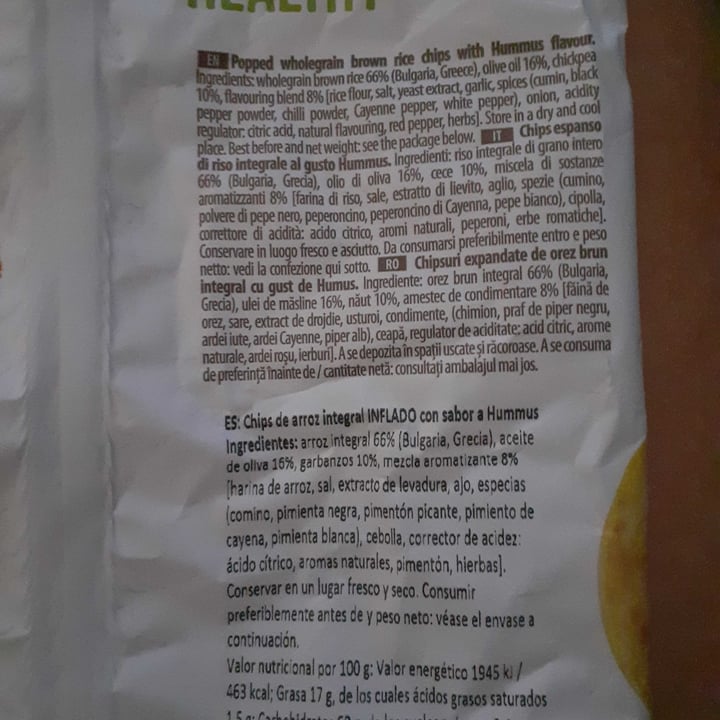 HEALTHY
EN Popped wholegrain brown rice chips with Hummus flavour.
Ingredients: wholegrain brown rice 66% (Bulgaria, Greece), olive oil 16%, chickpea
10%, flavouring blend 8% [rice flour, salt, yeast extract, garlic, spices (cumin, black
pepper powder, chilli powder, Cayenne pepper, white pepper), onion, acidity
regulator: citric acid, natural flavouring, red pepper, herbs]. Store in a dry and cool
place. Best before and net weight: see the package below. IT Chips espanso
di riso integrale al gusto Hummus. Ingredienti: riso integrale di grano intero
66% (Bulgaria, Grecia), olio di oliva 16%, cece 10%, miscela di sostanze
aromatizzanti 8% [farina di riso, sale, estratto di lievito, aglio, spezie (cumino,
polvere di pepe nero, peperoncino, peperoncino di Cayenna, pepe bianco), cipolla,
correttore di acidità: acido citrico, aromi naturali, peperoni, erbe romatiche].
Conservare in luogo fresco e asciutto. Da consumarsi preferibilmente entro e peso
netto: vedi la confezione qui sotto. RO Chipsuri expandate de orez brun
integral cu gust de Humus. Ingrediente: orez brun integral 66% (Bulgaria,
Grecia), ulei de măsline 16%, năut 10%, amestec de condimentare 8% [făină de
orez, sare, extract de drojdie, usturoi, condimente, (chimion, praf de piper negru,
ardei iute, ardei Cayenne, piper alb), ceapă, regulator de aciditate: acid citric, arome
naturale, ardei roșu, ierburi]. A se depozita în spații uscate și răcoroase. A se consuma
de preferință înainte de / cantitate netă: consultați ambalajul mai jos.
ES: Chips de arroz integral INFLADO con sabor a Hummus
Ingredientes: arroz integral 66% (Bulgaria, Grecia), aceite
de oliva 16%, garbanzos 10%, mezcla aromatizante 8%
[harina de arroz, sal, extracto de levadura, ajo, especias
(comino, pimienta negra, pimentón picante, pimiento de
cayena, pimienta blanca), cebolla, corrector de acidez:
ácido cítrico, aromas naturales, pimentón, hierbas].
Conservar en un lugar fresco y seco. Consumir
preferiblemente antes de y peso neto: véase el envase a
continuación.
Valor nutricional por 100 g: Valor energético 1945 kJ /
463 kcal; Grasa 17 g, de los cuales ácidos grasos saturados